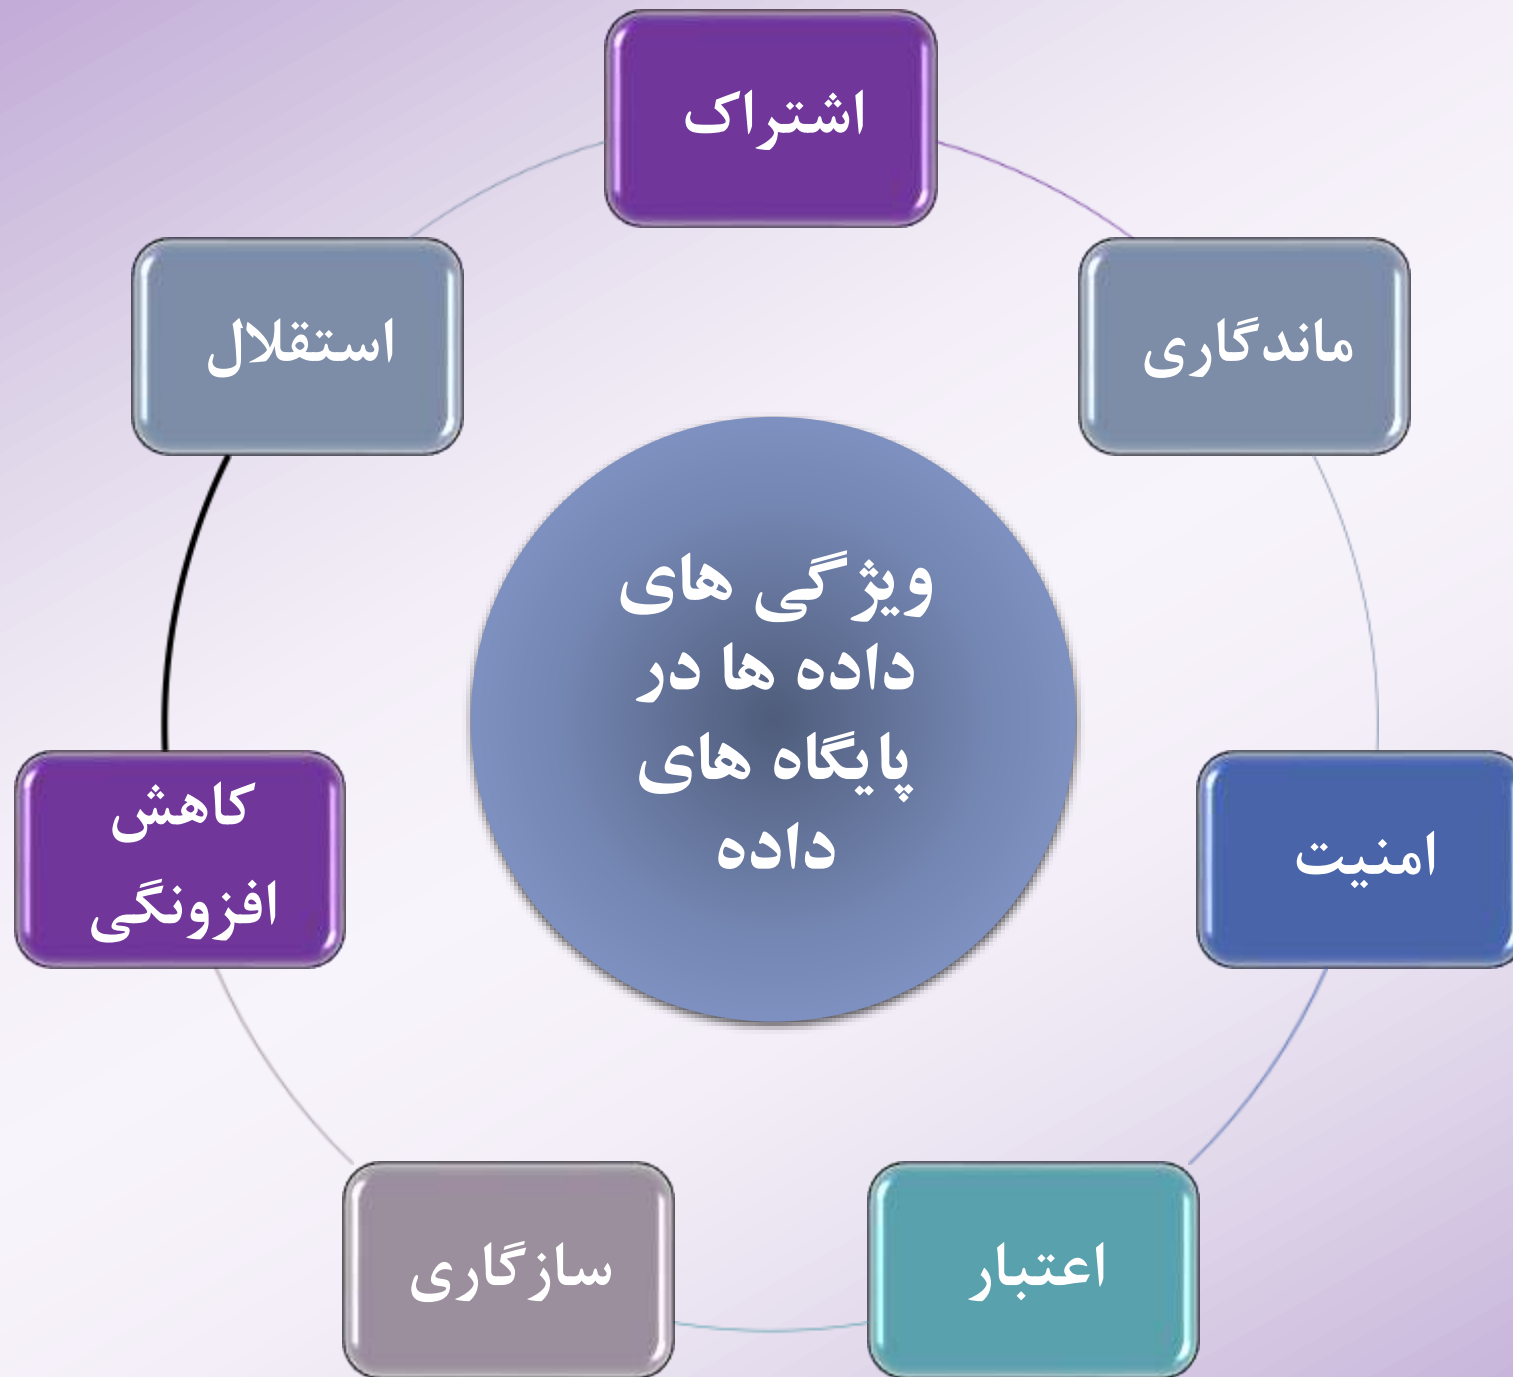 اشتراک
ماندگاری
امنیت
اعتبار
سازگاری
کاهش
افزونگی
استقلال
ویژگی های
داده ها در
پایگاه های
داده